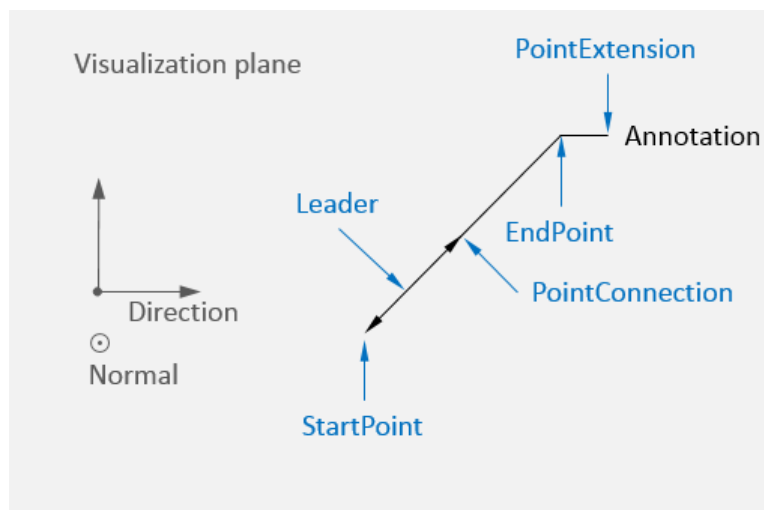 PointExtension
Visualization plane
Annotation
Leader
EndPoint
PointConnection
Direction
Normal
StartPoint